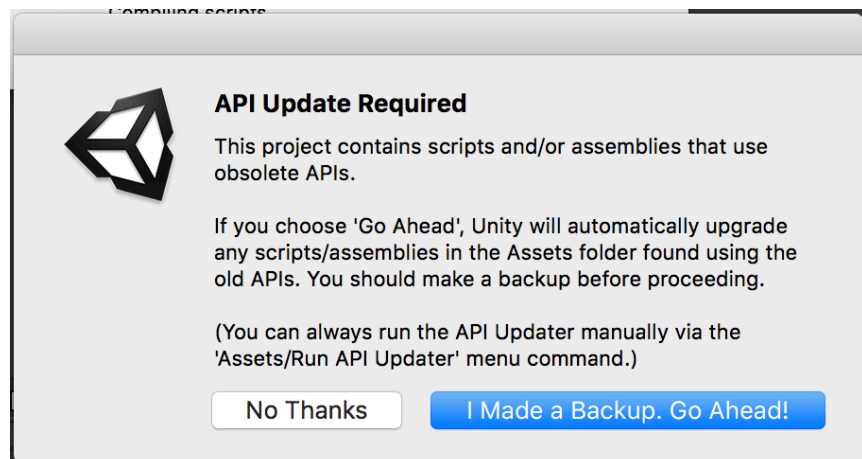 Compiling scripts
API Update Required
This project contains scripts and/or assemblies that use
obsolete APIs.
If you choose 'Go Ahead', Unity will automatically upgrade
any scripts/assemblies in the Assets folder found using the
old APIs. You should make a backup before proceeding.
(You can always run the API Updater manually via the
'Assets/Run API Updater' menu command.)
No Thanks
I Made a Backup. Go Ahead!